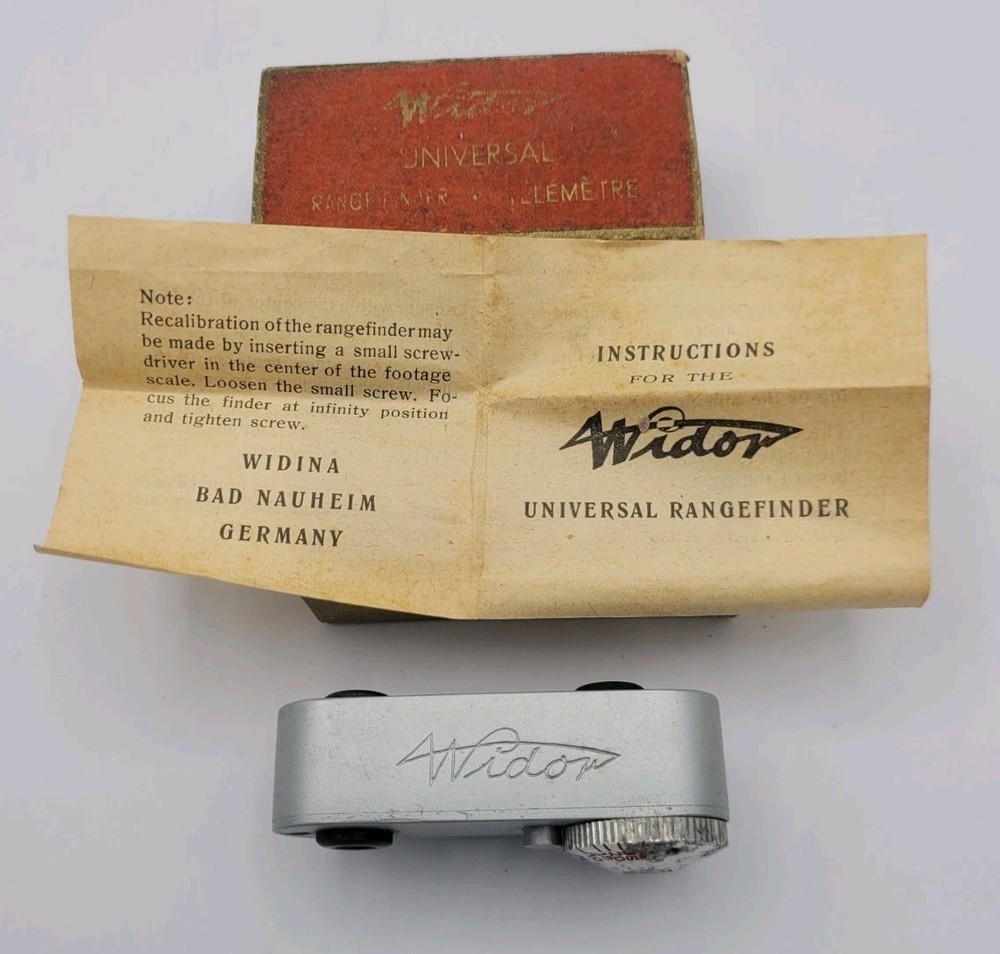 Widor
UNIVERSAL
RANGEFINDER • TÉLÉMÈTRE
Note:
Recalibration of the rangefinder may
be made by inserting a small screw-
driver in the center of the footage
scale. Loosen the small screw. Fo-
cus the finder at infinity position
and tighten screw.
WIDINA
BAD NAUHEIM
GERMANY
INSTRUCTIONS
FOR THE
Widor
UNIVERSAL RANGEFINDER
Widor